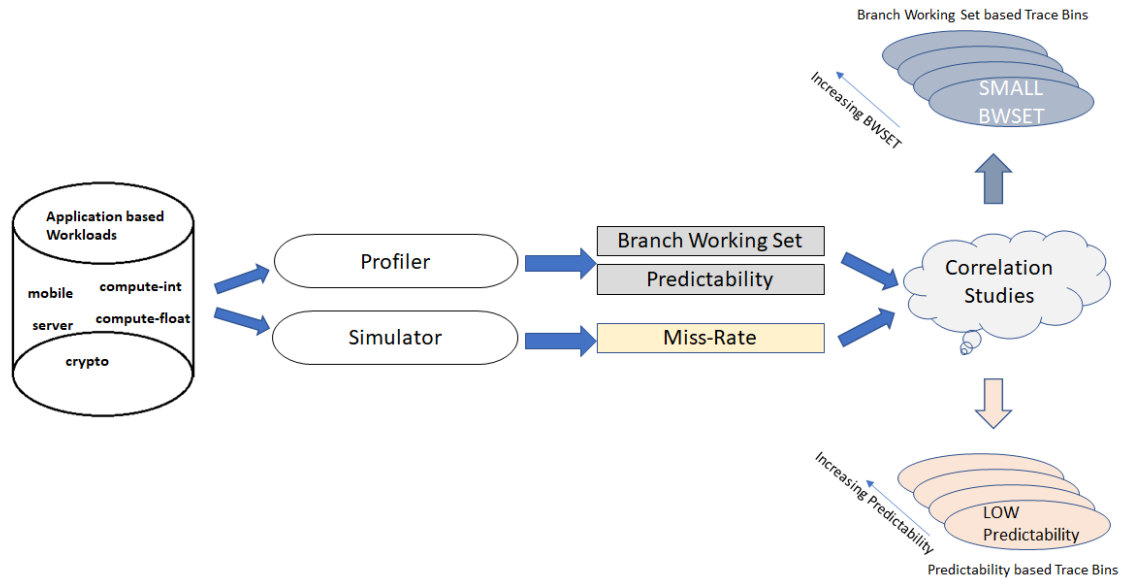 Branch Working Set based Trace Bins
Increasing BWSET
SMALL
BWSET
Application based
Workloads
mobile
compute-int
server
compute-float
crypto
Profiler
Simulator
Branch Working Set
Predictability
Miss-Rate
Correlation
Studies
Increasing Predictability
LOW
Predictability
Predictability based Trace Bins